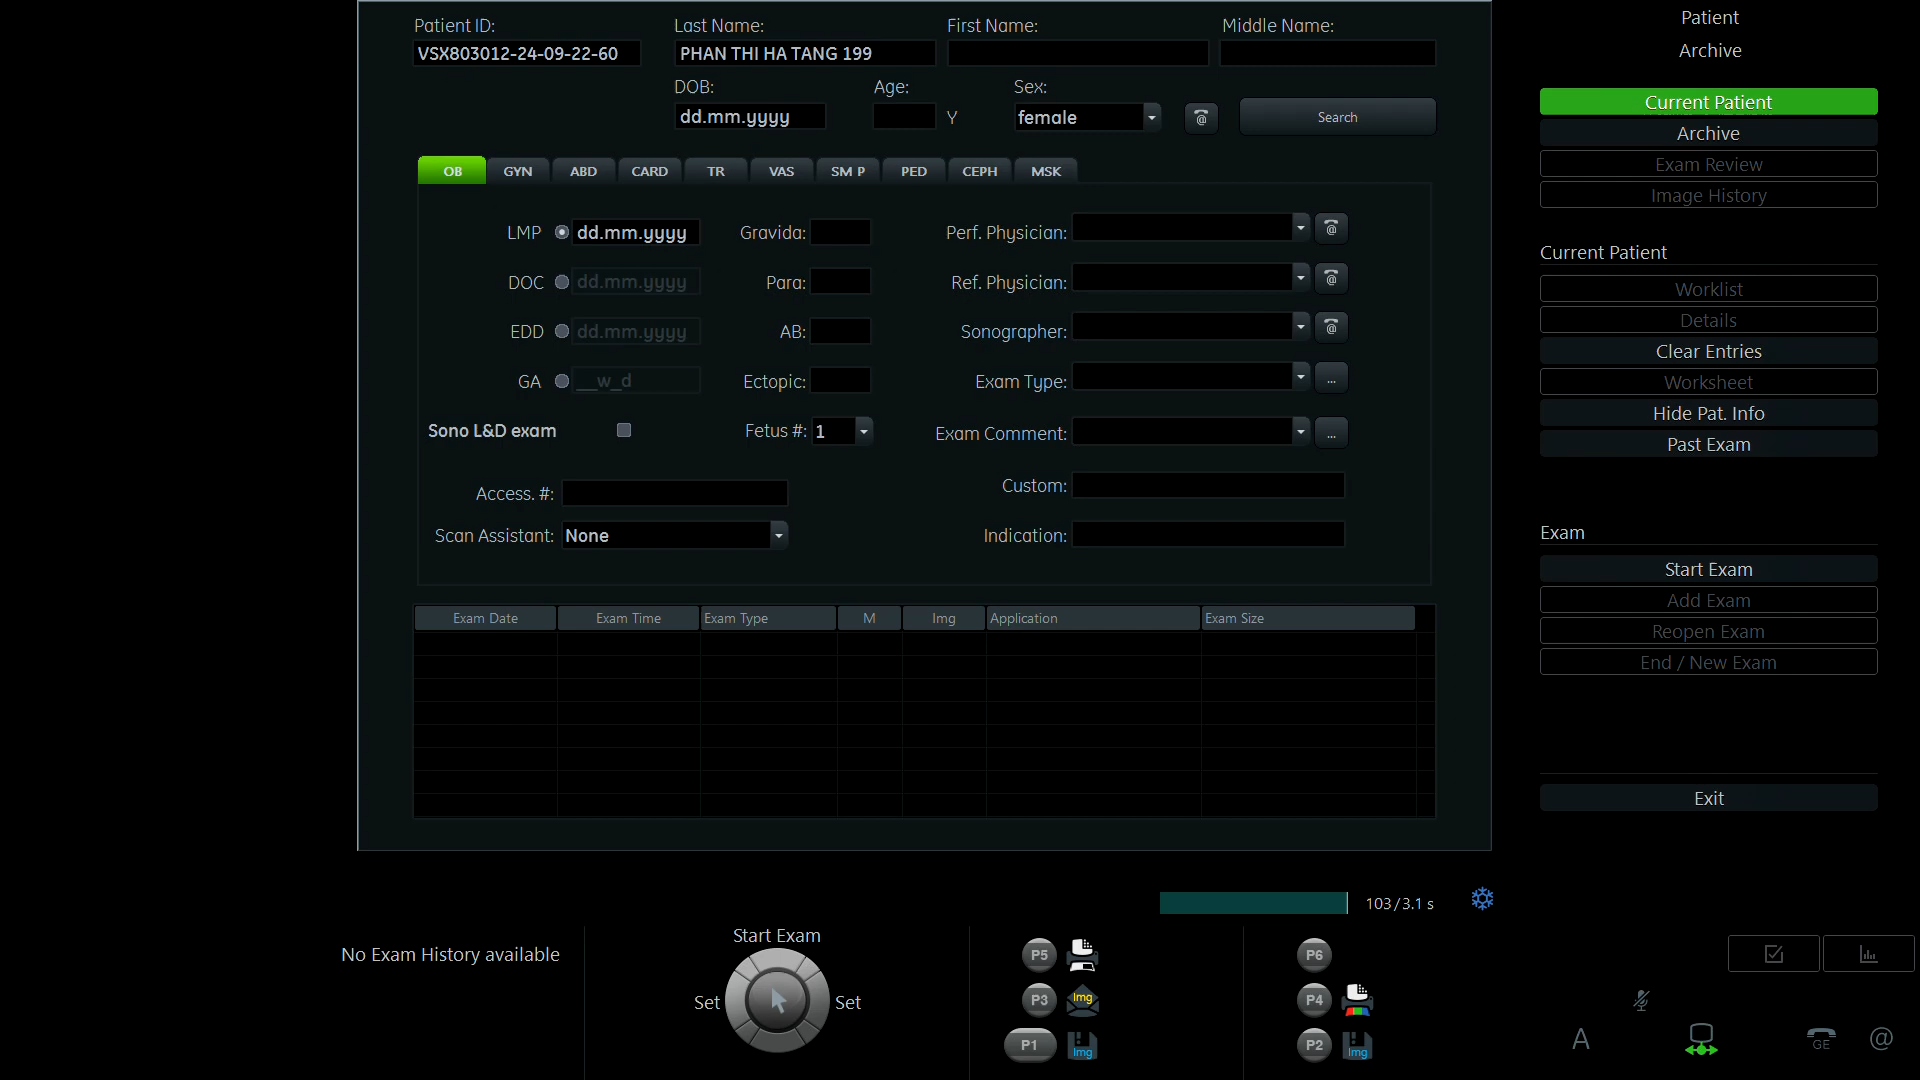 Patient ID: Last Name: First Name: Middle Name:
VSX803012-24-09-22-60 PHAN THI HA TANG 199
DOB: Age: Sex:
dd.mm.yyyy Y female @ Search
OB GYN ABD CARD TR VAS SM P PED CEPH MSK
LMP dd.mm.yyyy Gravida: Perf. Physician: @
DOC dd.mm.yyyy Para: Ref. Physician: @
EDD dd.mm.yyyy AB: Sonographer: @
GA __w_d Ectopic: Exam Type: ...
Sono L&D exam Fetus #: 1 Exam Comment: ...
Access. #: Custom:
Scan Assistant: None Indication:
Exam Date Exam Time Exam Type M Img Application Exam Size
Patient
Archive
Current Patient
Archive
Exam Review
Image History
Current Patient
Worklist
Details
Clear Entries
Worksheet
Hide Pat. Info
Past Exam
Exam
Start Exam
Add Exam
Reopen Exam
End / New Exam
Exit
103/3.1 s
No Exam History available
Start Exam
Set Set
P5
P3 Img
P1 Img
P6
P4
P2 Img
A GE @